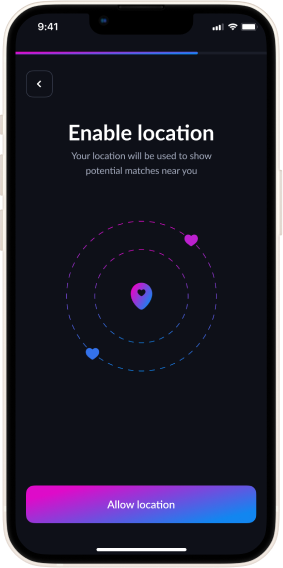 9:41
Enable location
Your location will be used to show
potential matches near you
Allow location